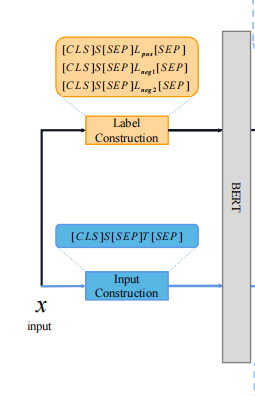 [CLS]S[SEP]L_pos[SEP]
[CLS]S[SEP]L_neg1[SEP]
[CLS]S[SEP]L_neg2[SEP]
Label
Construction
BERT
[CLS]S[SEP]T[SEP]
Input
Construction
x
input